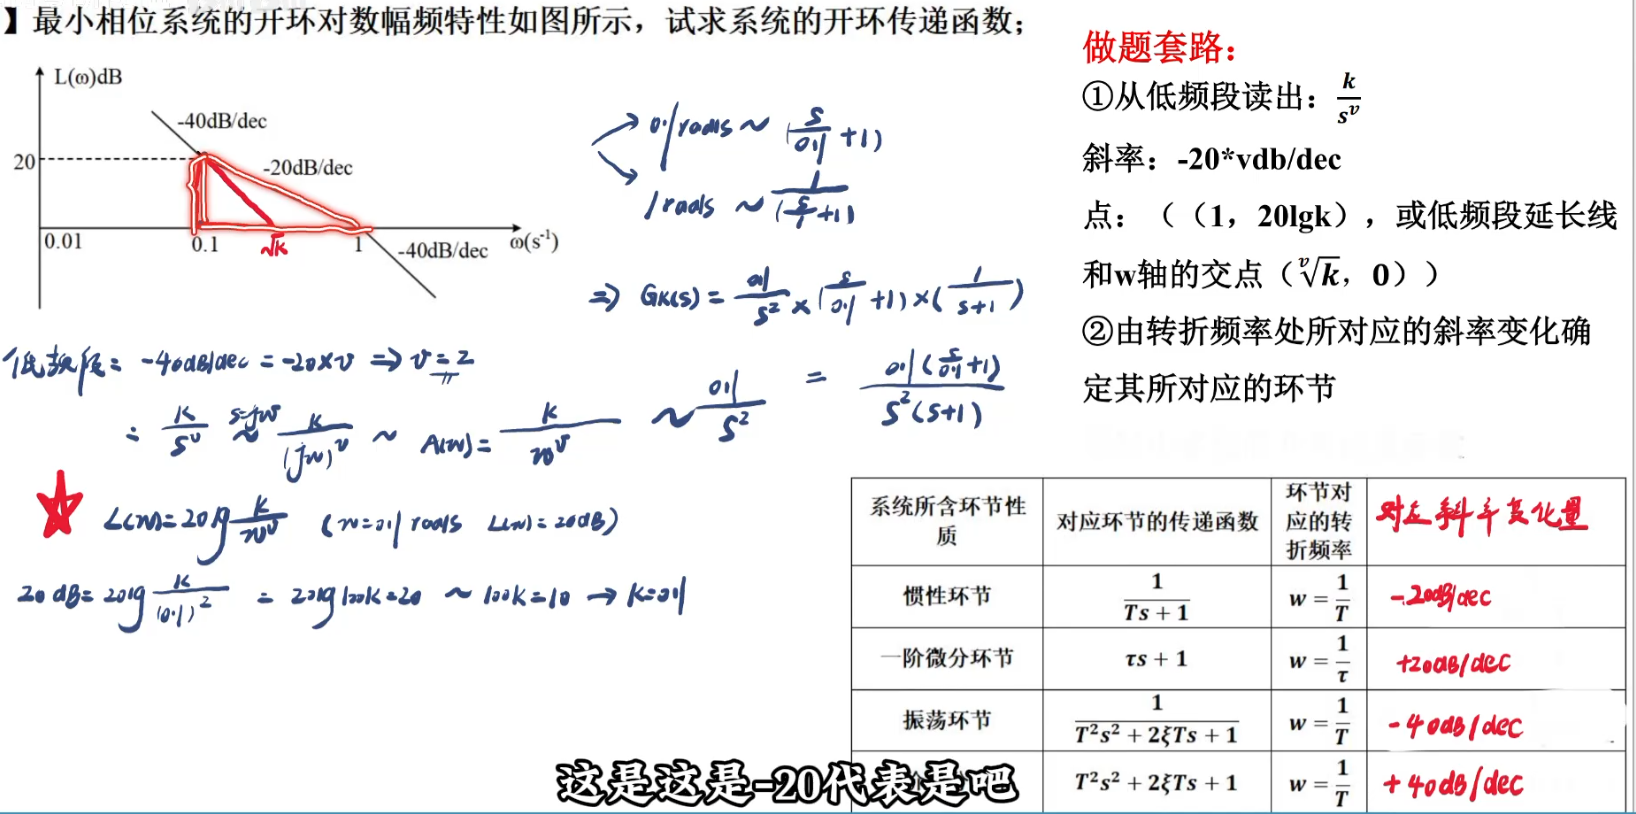 】最小相位系统的开环对数幅频特性如图所示，试求系统的开环传递函数；
L(ω)dB
-40dB/dec
20
-20dB/dec
0.01
0.1
√k
1
-40dB/dec
ω(s⁻¹)
0.1rad/s ~ (s/0.1 +1)
1rad/s ~ 1/(s/1 +1)
=> Gk(s) = 0.1/s² × (s/0.1 +1) × (1/s+1)
= 0.1(s/0.1 +1)/s²(s+1)
低频段: -40dB/dec = -20×v => v=2
: k/s^v s=jw ~ k/(jw)^v ~ A(w)= k/w^v ~ 0.1/s²
L(w)=20lg k/w^v (w=0.1 rad/s L(w)=20dB)
20dB=20lg k/(0.1)² = 20lg100k=20 ~ 100k=10 → k=0.1
做题套路：
①从低频段读出：k/s^v
斜率：-20*vdb/dec
点：（（1，20lgk），或低频段延长线
和w轴的交点（ᵛ√k，0））
②由转折频率处所对应的斜率变化确
定其所对应的环节
系统所含环节性质 对应环节的传递函数 环节对应的转折频率 对应斜率变化量
惯性环节 1/(Ts+1) w=1/T -20dB/dec
一阶微分环节 τs+1 w=1/τ +20dB/dec
振荡环节 1/(T²s²+2ξTs+1) w=1/T -40dB/dec
T²s²+2ξTs+1 w=1/T +40dB/dec
这是这是-20代表是吧